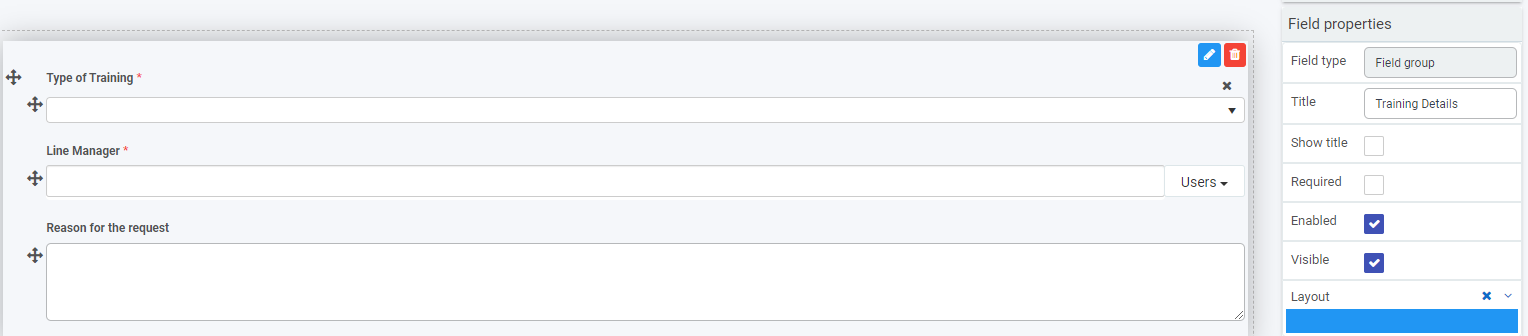 Type of Training *
Line Manager *
Users
Reason for the request
Field properties
Field type
Field group
Title
Training Details
Show title
Required
Enabled
Visible
Layout